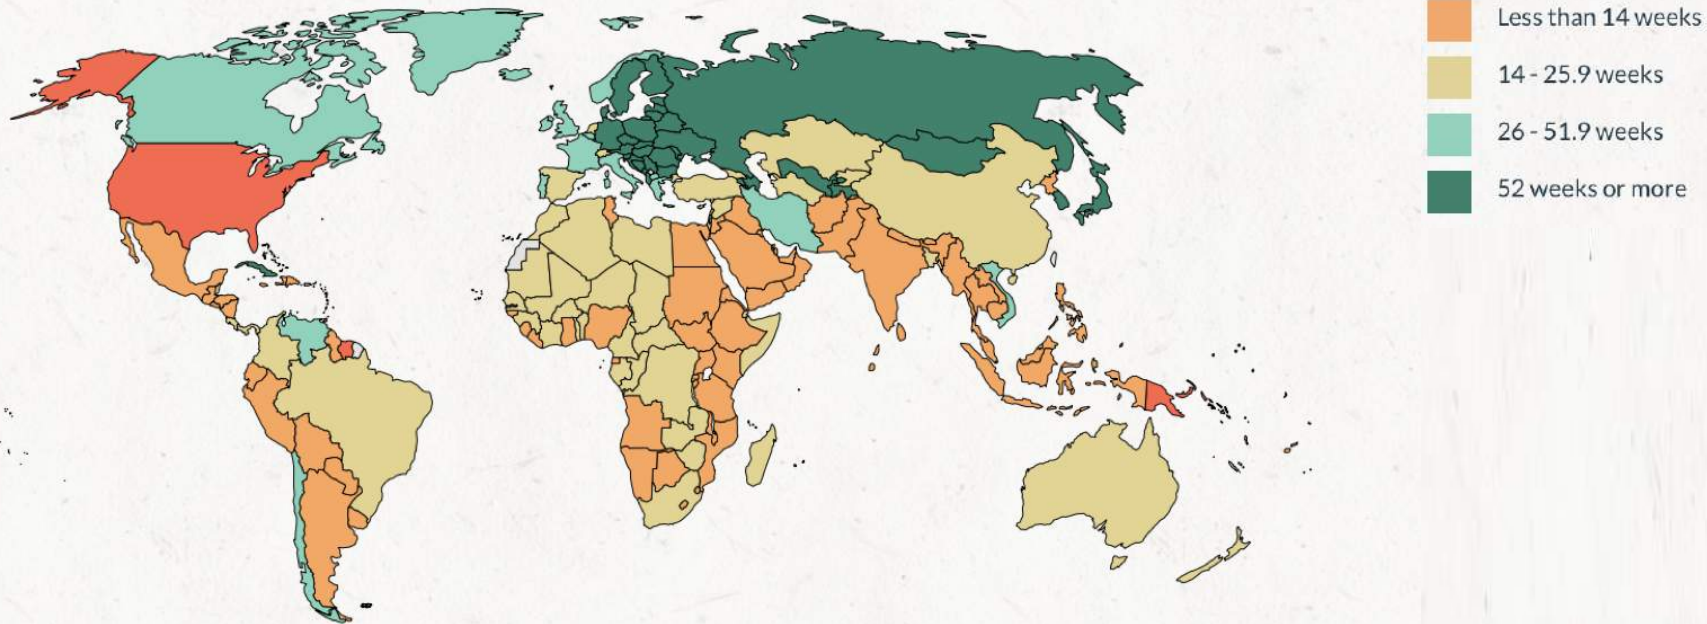 Less than 14 weeks
14 - 25.9 weeks
26 - 51.9 weeks
52 weeks or more